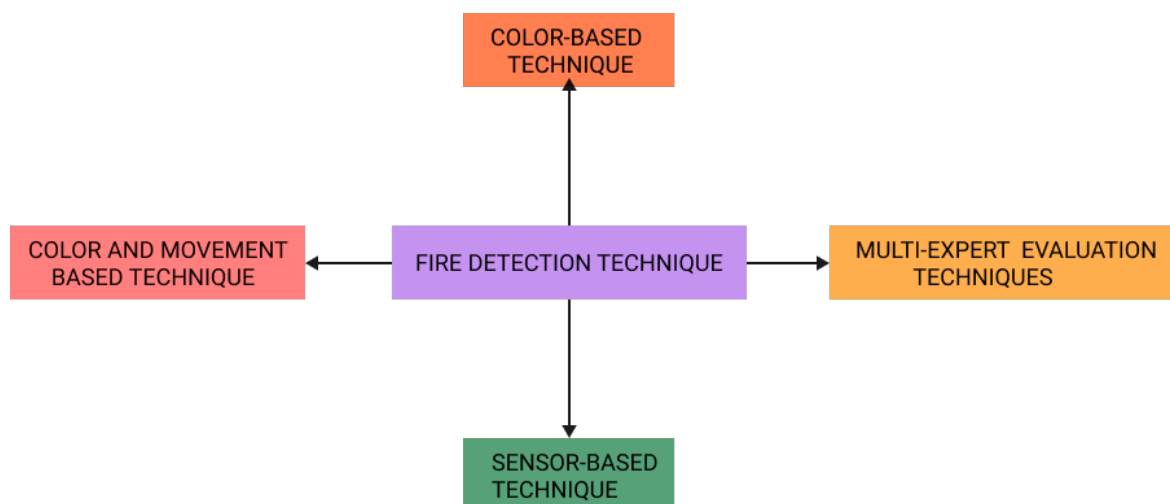 COLOR-BASED
TECHNIQUE
COLOR AND MOVEMENT
BASED TECHNIQUE
FIRE DETECTION TECHNIQUE
MULTI-EXPERT EVALUATION
TECHNIQUES
SENSOR-BASED
TECHNIQUE